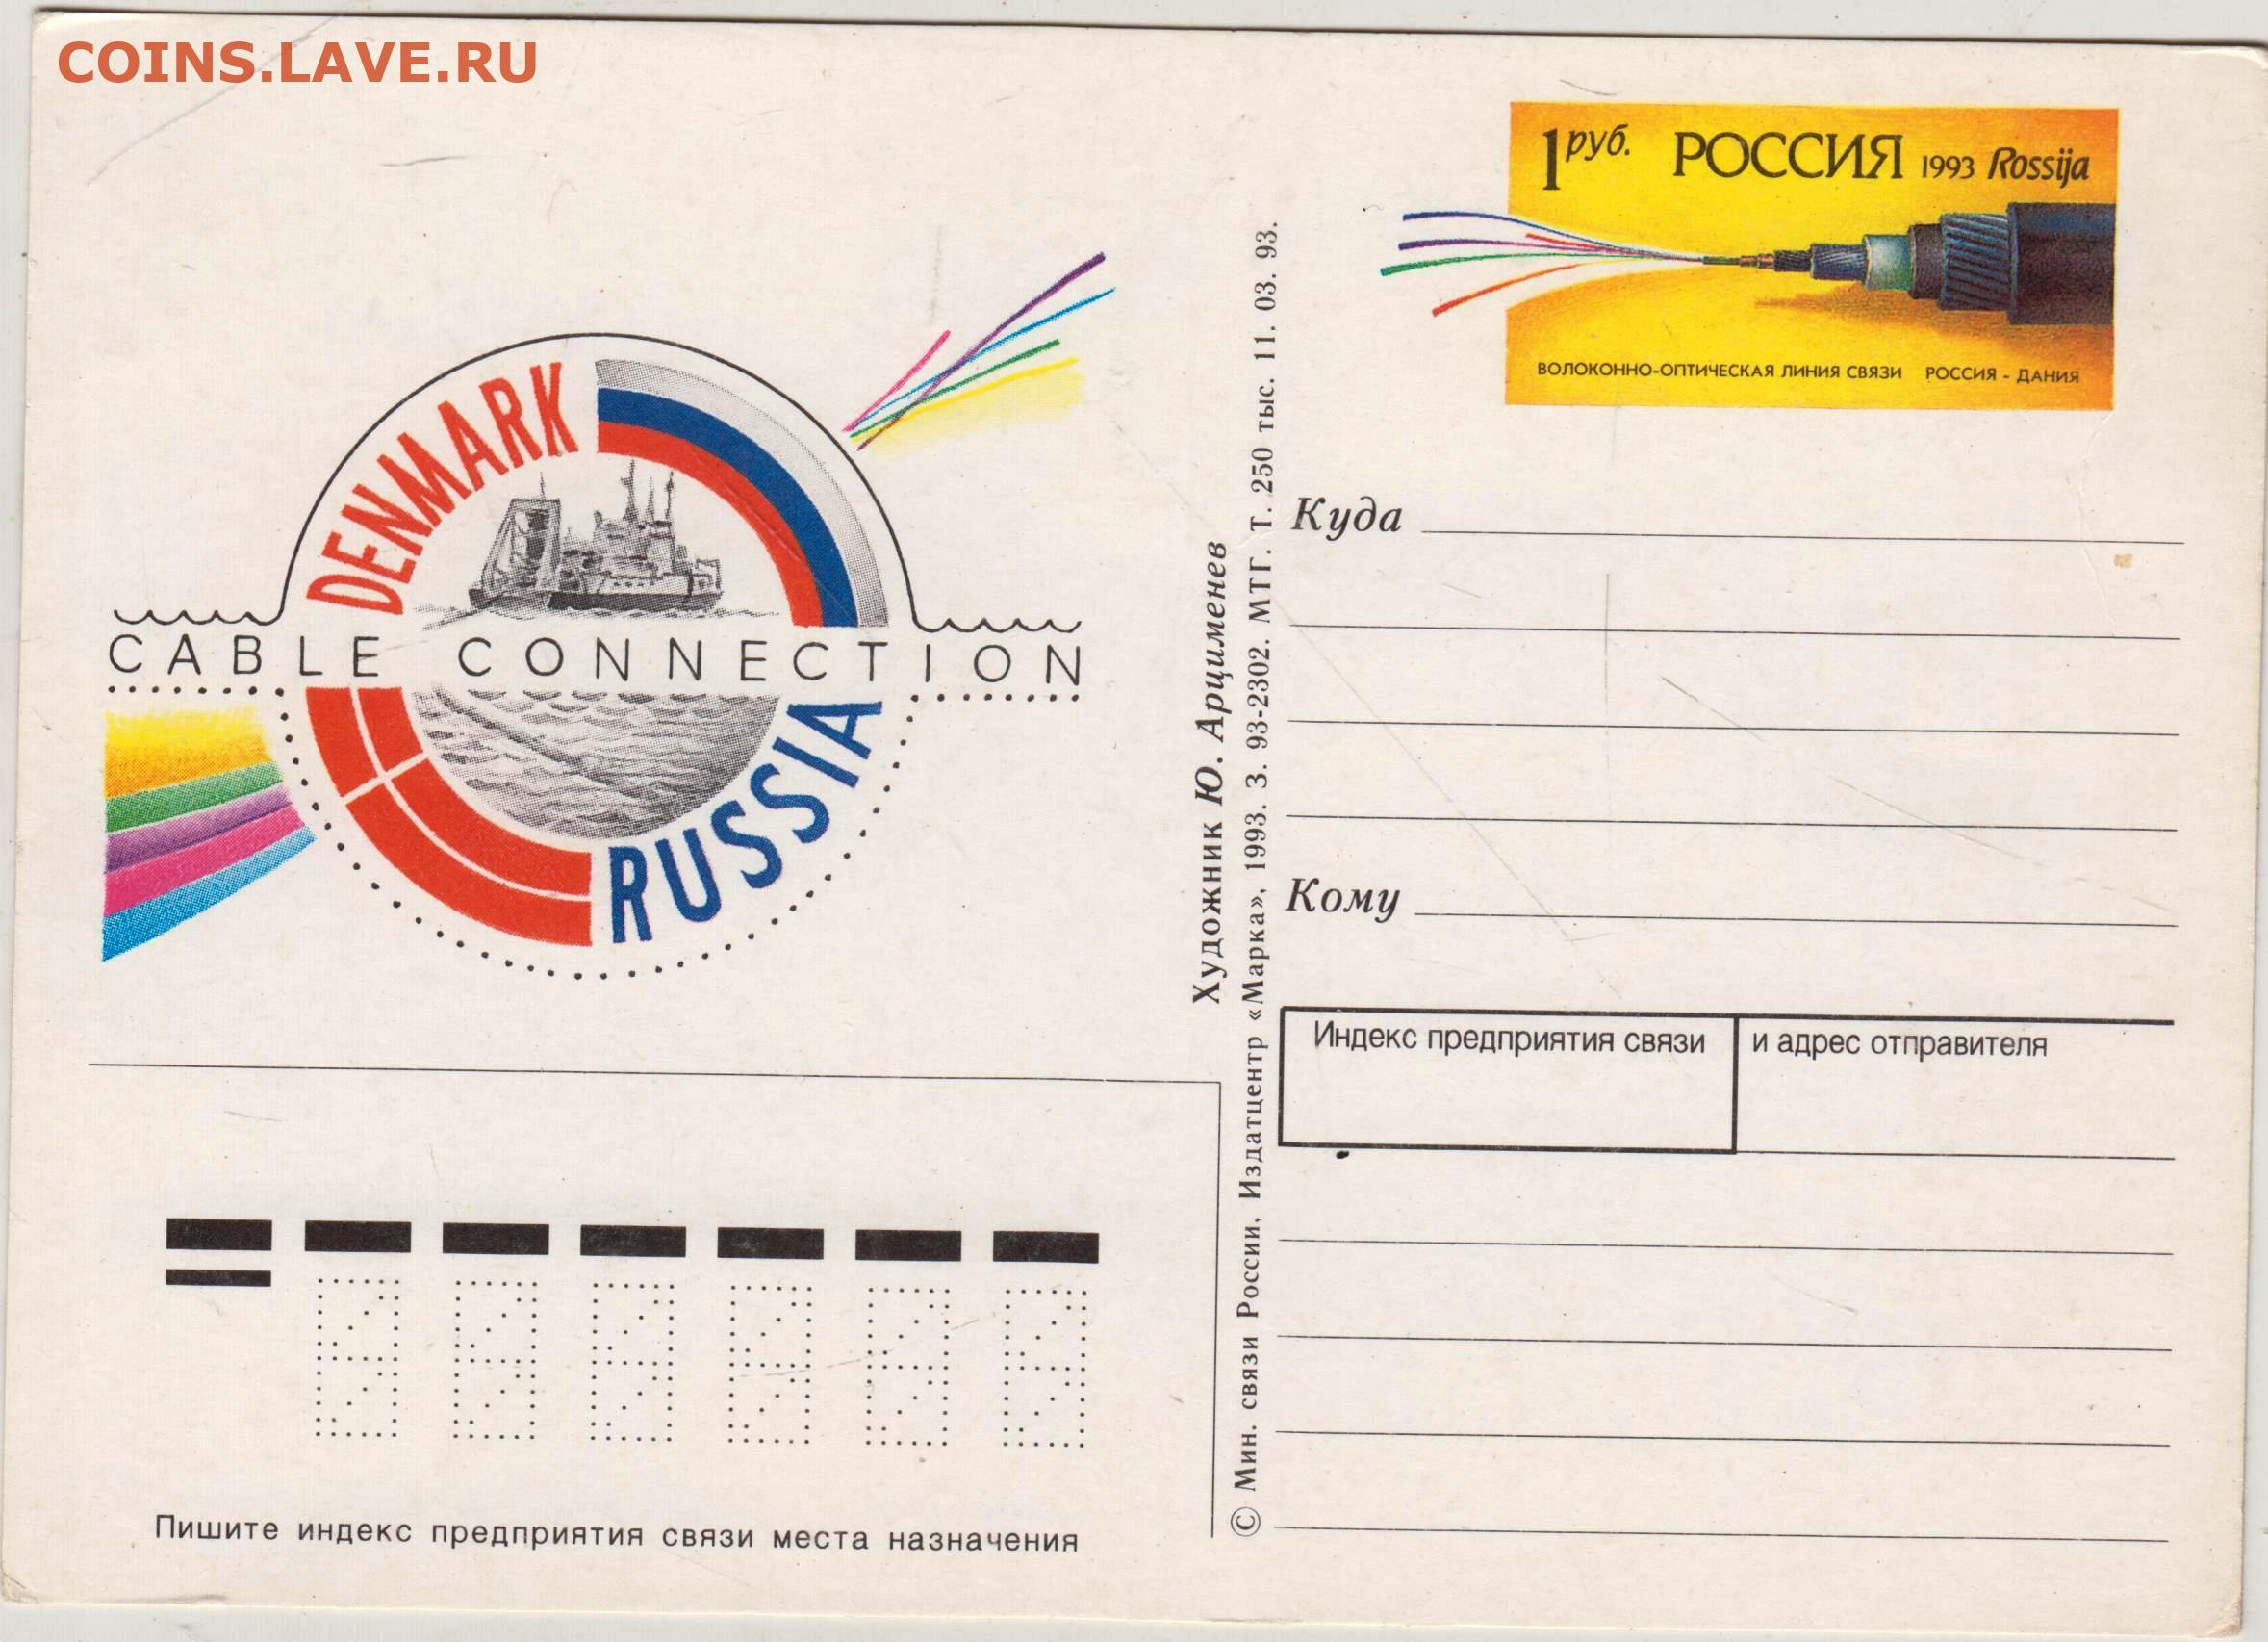 COINS.LAVE.RU
1 руб. РОССИЯ 1993 Rossija
ВОЛОКОННО-ОПТИЧЕСКАЯ ЛИНИЯ СВЯЗИ РОССИЯ - ДАНИЯ
DENMARK
CABLE CONNECTION
RUSSIA
Художник Ю. Арцименев
© Мин. связи России, Издатцентр «Марка», 1993. З. 93-2302. МТГ. Т. 250 тыс. 11. 03. 93.
Куда
Кому
Индекс предприятия связи и адрес отправителя
Пишите индекс предприятия связи места назначения